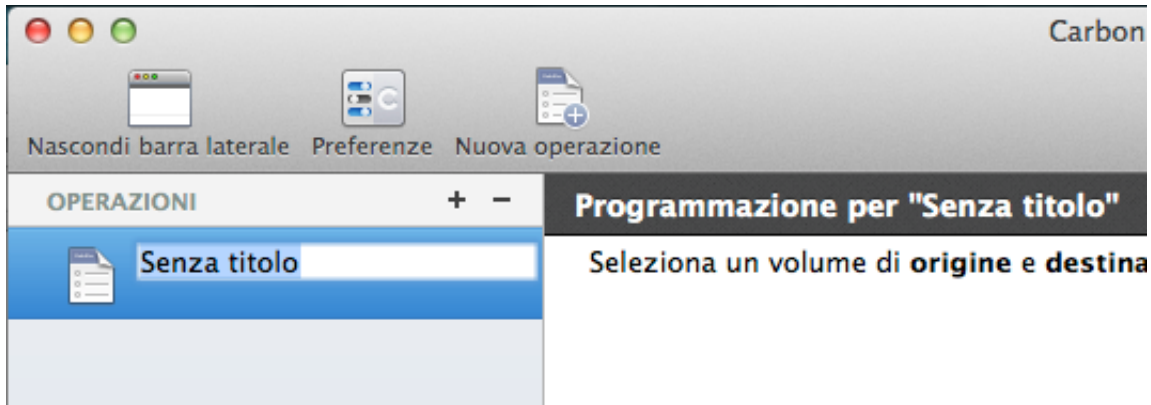 Carbon
Nascondi barra laterale Preferenze Nuova operazione
OPERAZIONI + −
Programmazione per "Senza titolo"
Senza titolo
Seleziona un volume di origine e destina